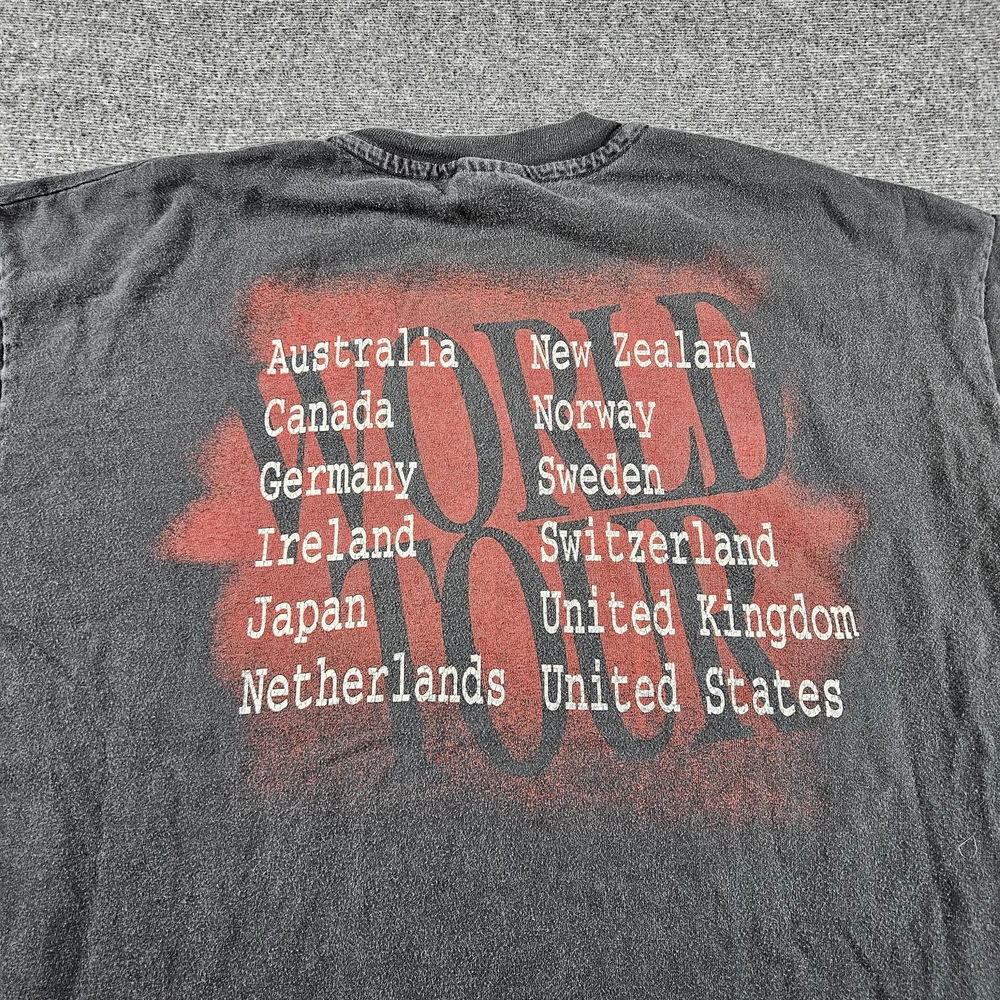 WORLD
TOUR
Australia
Canada
Germany
Ireland
Japan
Netherlands
New Zealand
Norway
Sweden
Switzerland
United Kingdom
United States